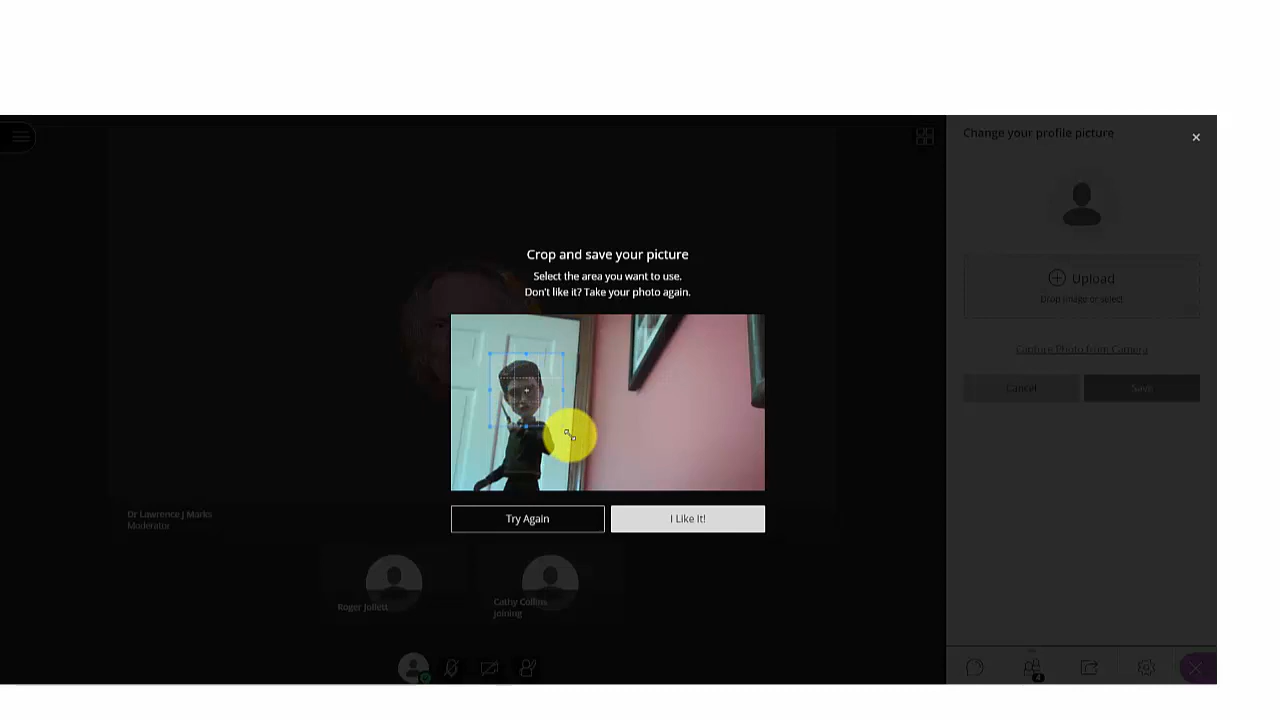 Change your profile picture
Crop and save your picture
Select the area you want to use.
Don't like it? Take your photo again.
Upload
Drop image or select
Capture Photo from Camera
Cancel
Save
Try Again
I Like It!
Dr Lawrence J Marks
Moderator
Roger Jollett
Cathy Collins
Joining
4